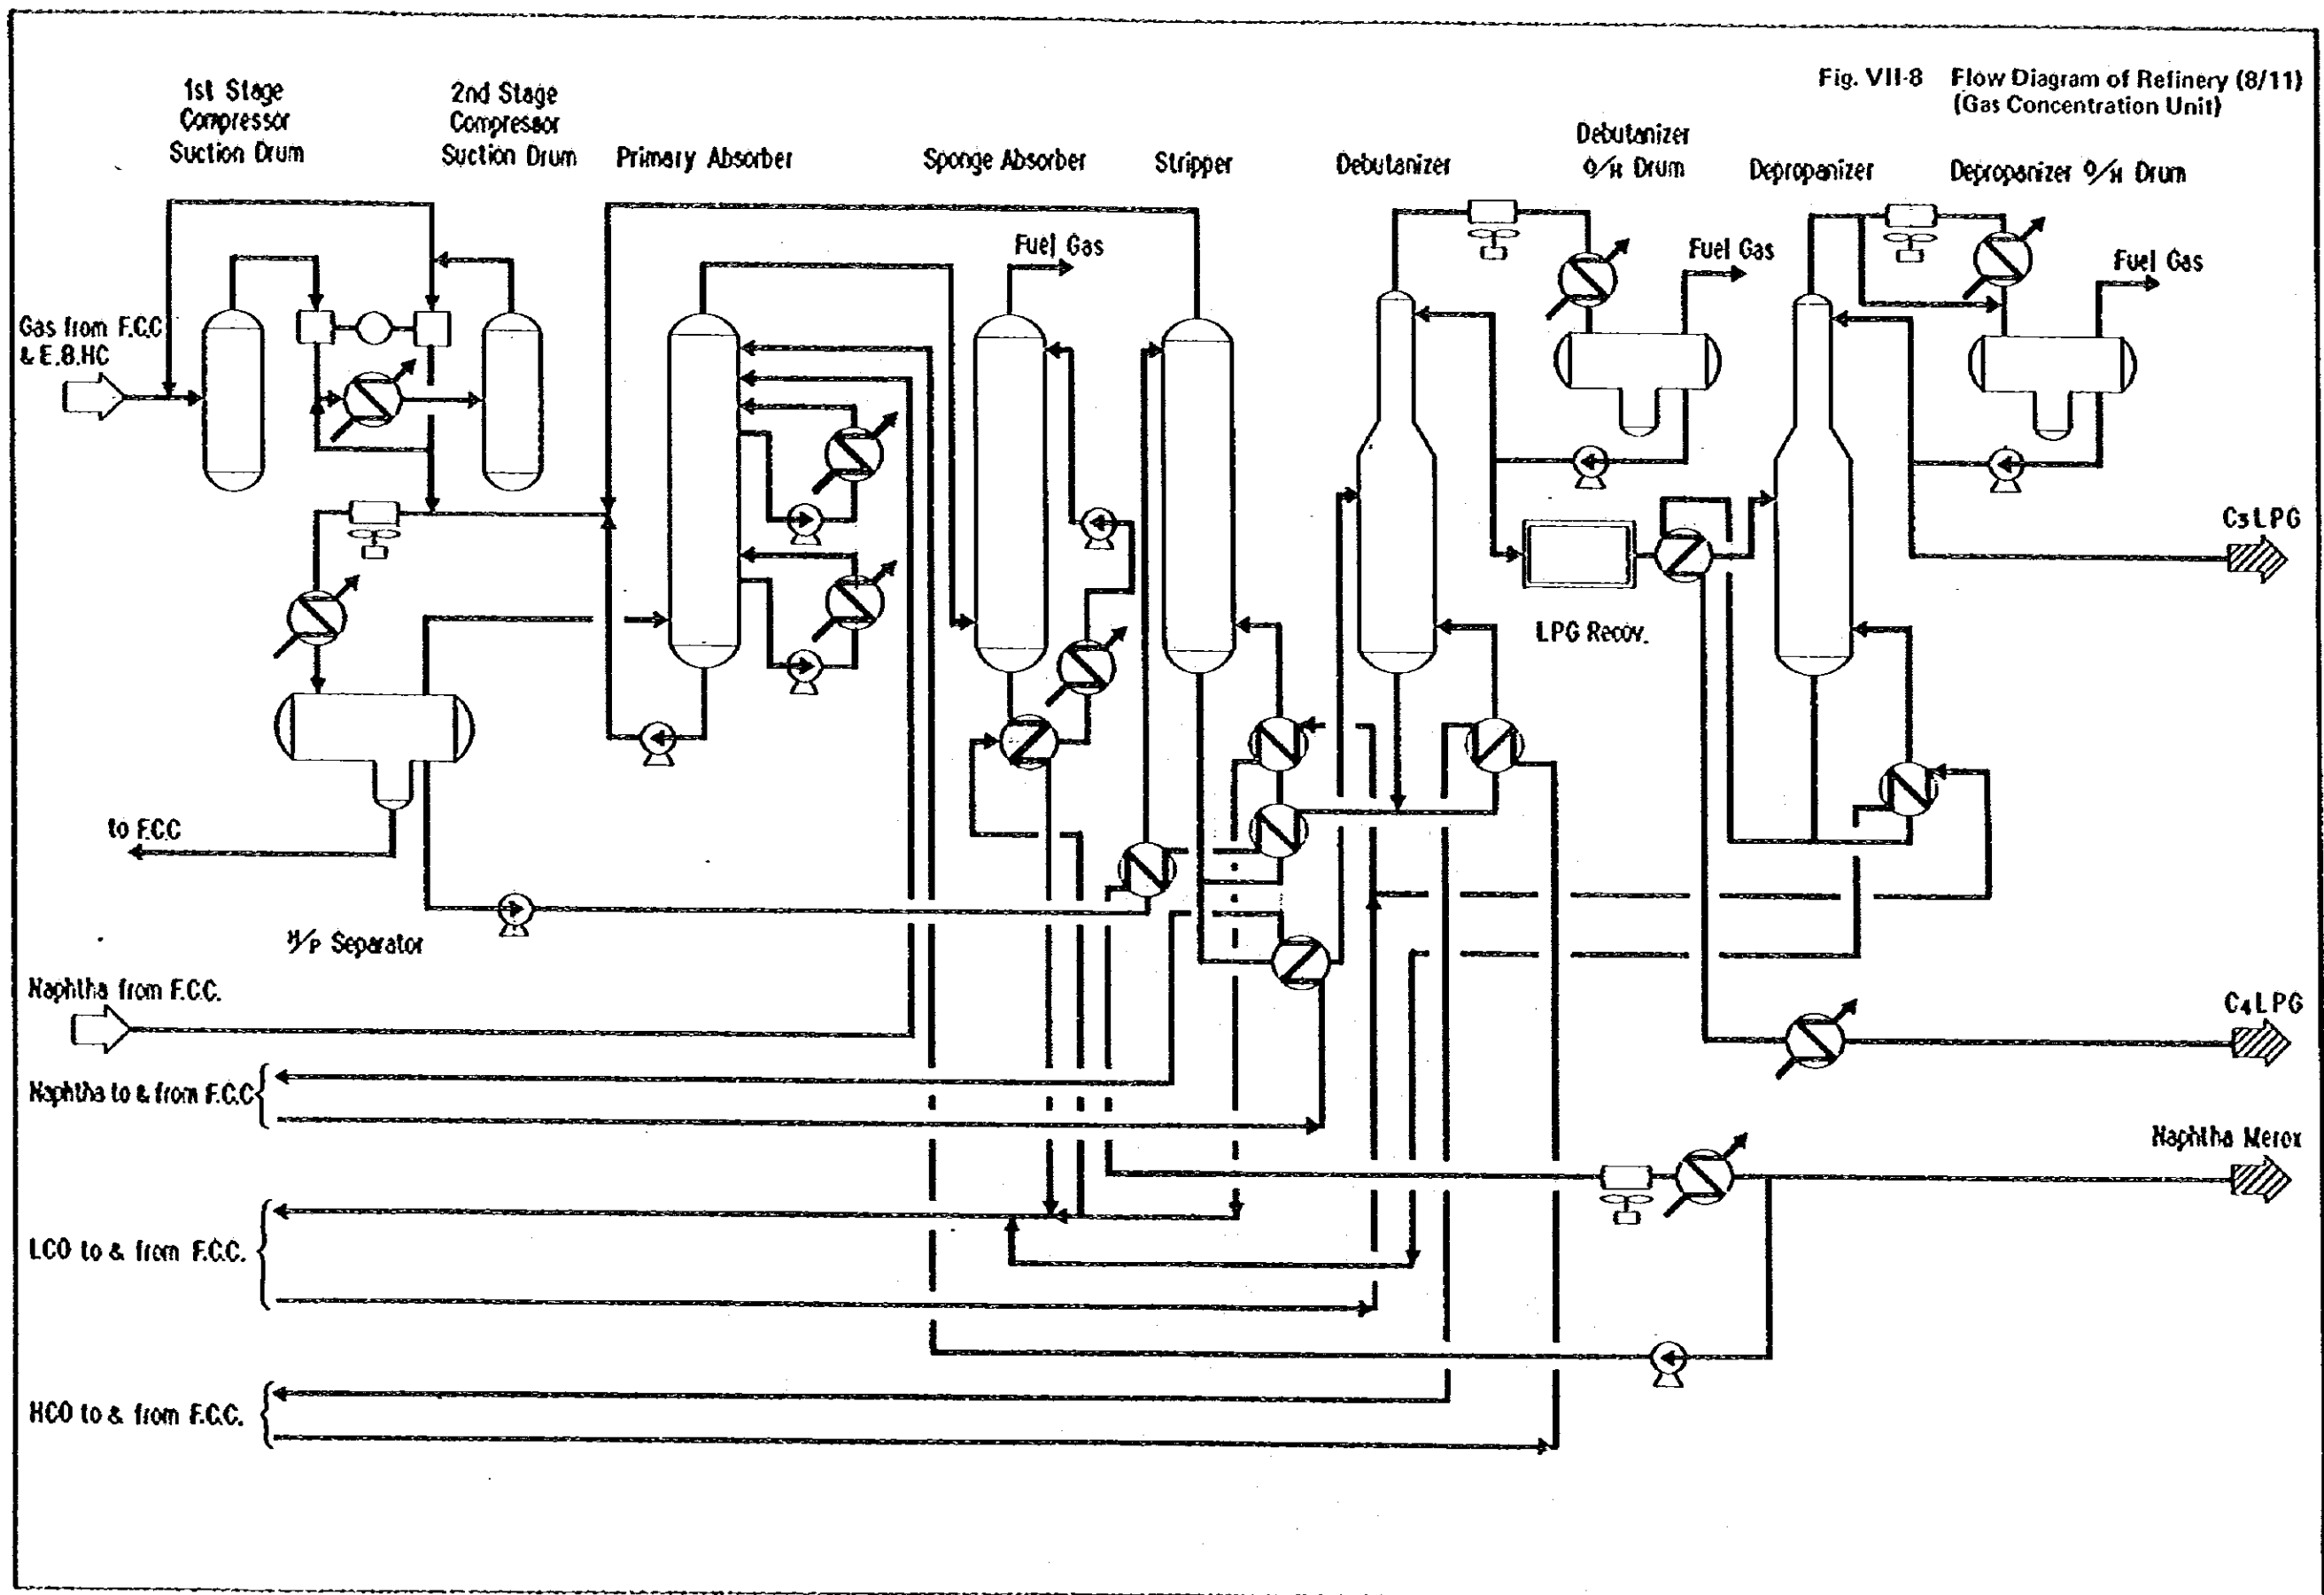 Fig. VII-8 Flow Diagram of Refinery (8/11)
(Gas Concentration Unit)
1st Stage
Compressor
Suction Drum
2nd Stage
Compressor
Suction Drum
Primary Absorber
Sponge Absorber
Stripper
Debutanizer
Debutanizer
O/H Drum
Depropanizer
Depropanizer O/H Drum
Fuel Gas
Fuel Gas
Fuel Gas
Gas from F.C.C
& E.B.HC
C3 LPG
LPG Recov.
to F.C.C
H/P Separator
Naphtha from F.C.C.
C4 LPG
Naphtha to & from F.C.C
Naphtha Merox
LCO to & from F.C.C.
HCO to & from F.C.C.